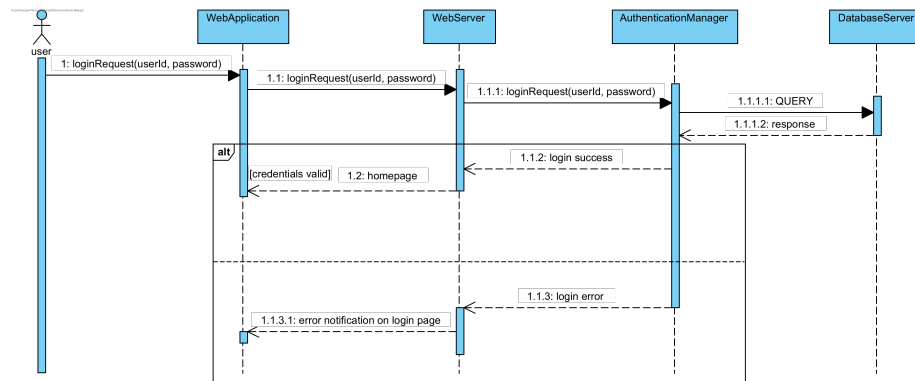 WebApplication
WebServer
AuthenticationManager
DatabaseServer
user
1: loginRequest(userId, password)
1.1: loginRequest(userId, password)
1.1.1: loginRequest(userId, password)
1.1.1.1: QUERY
1.1.1.2: response
alt
1.1.2: login success
[credentials valid]
1.2: homepage
1.1.3: login error
1.1.3.1: error notification on login page